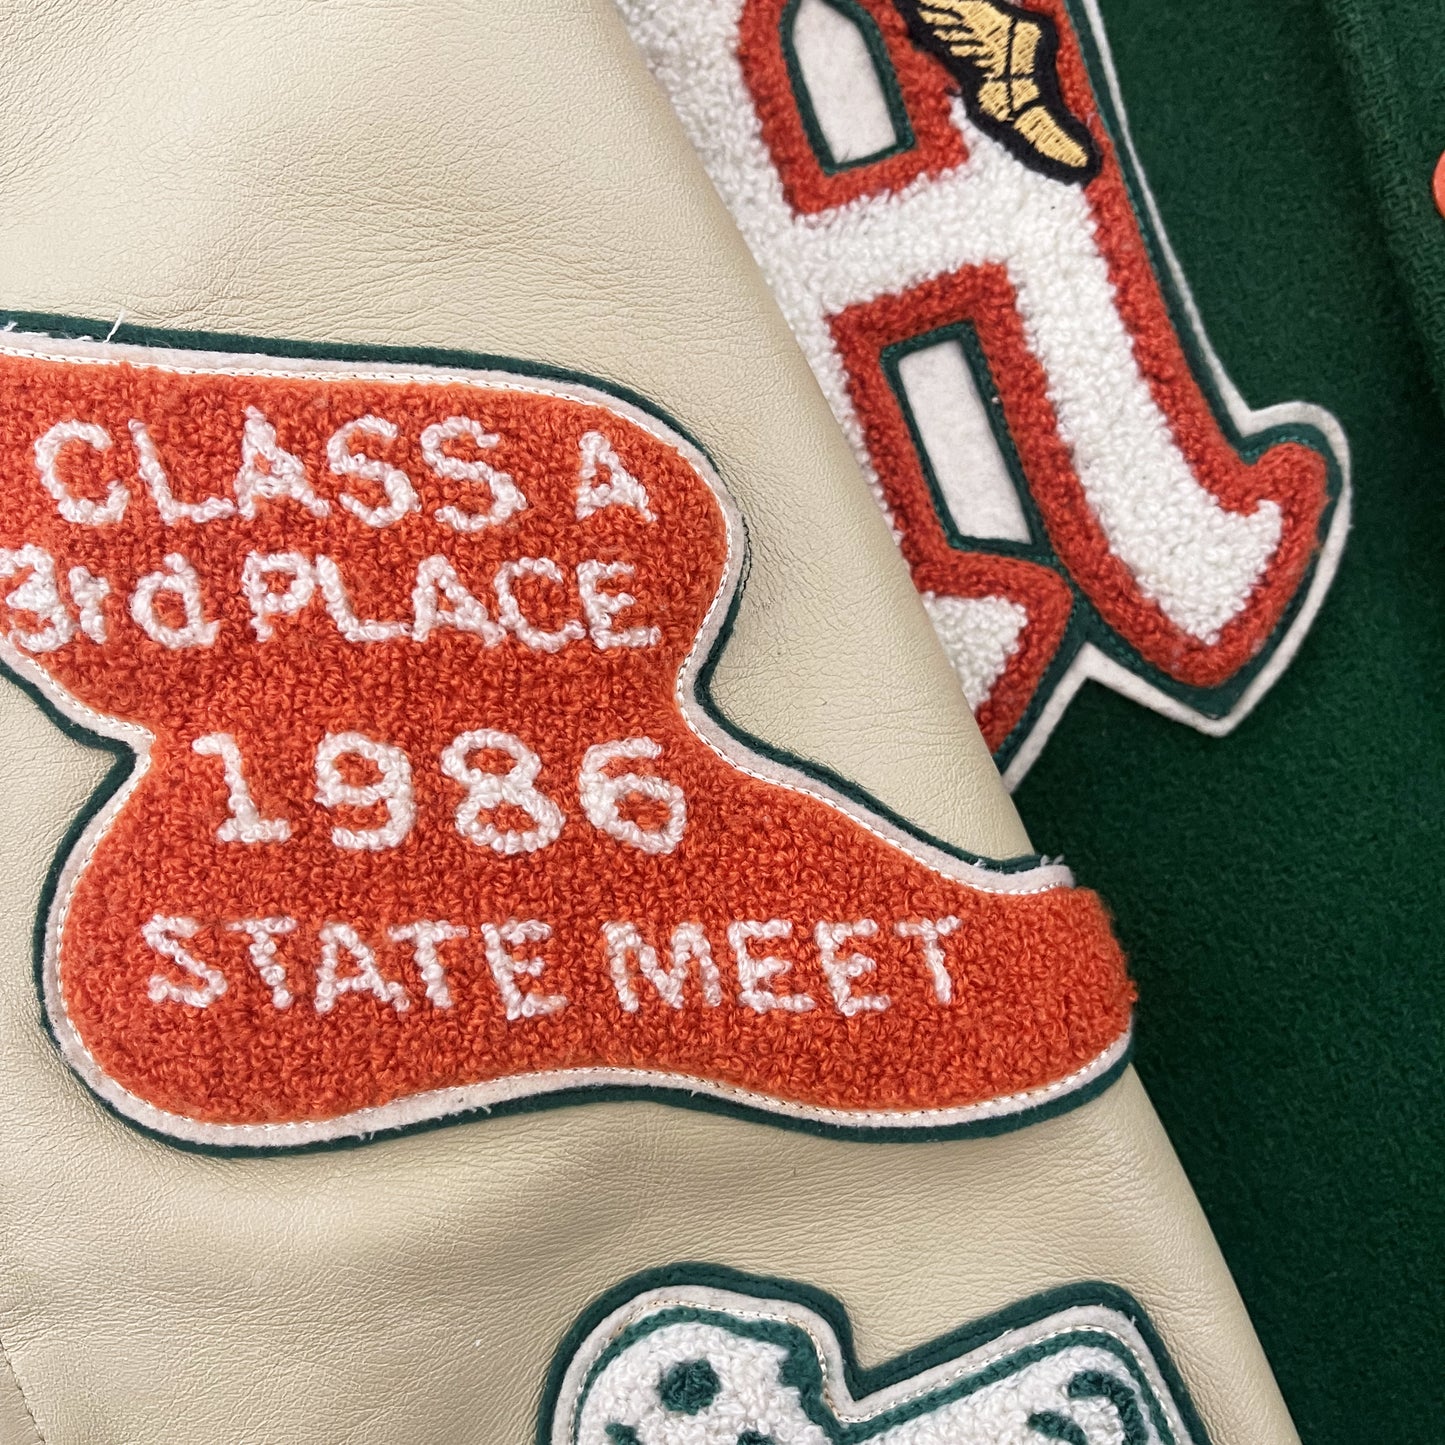 CLASS A
3rd PLACE
1986
STATE MEET